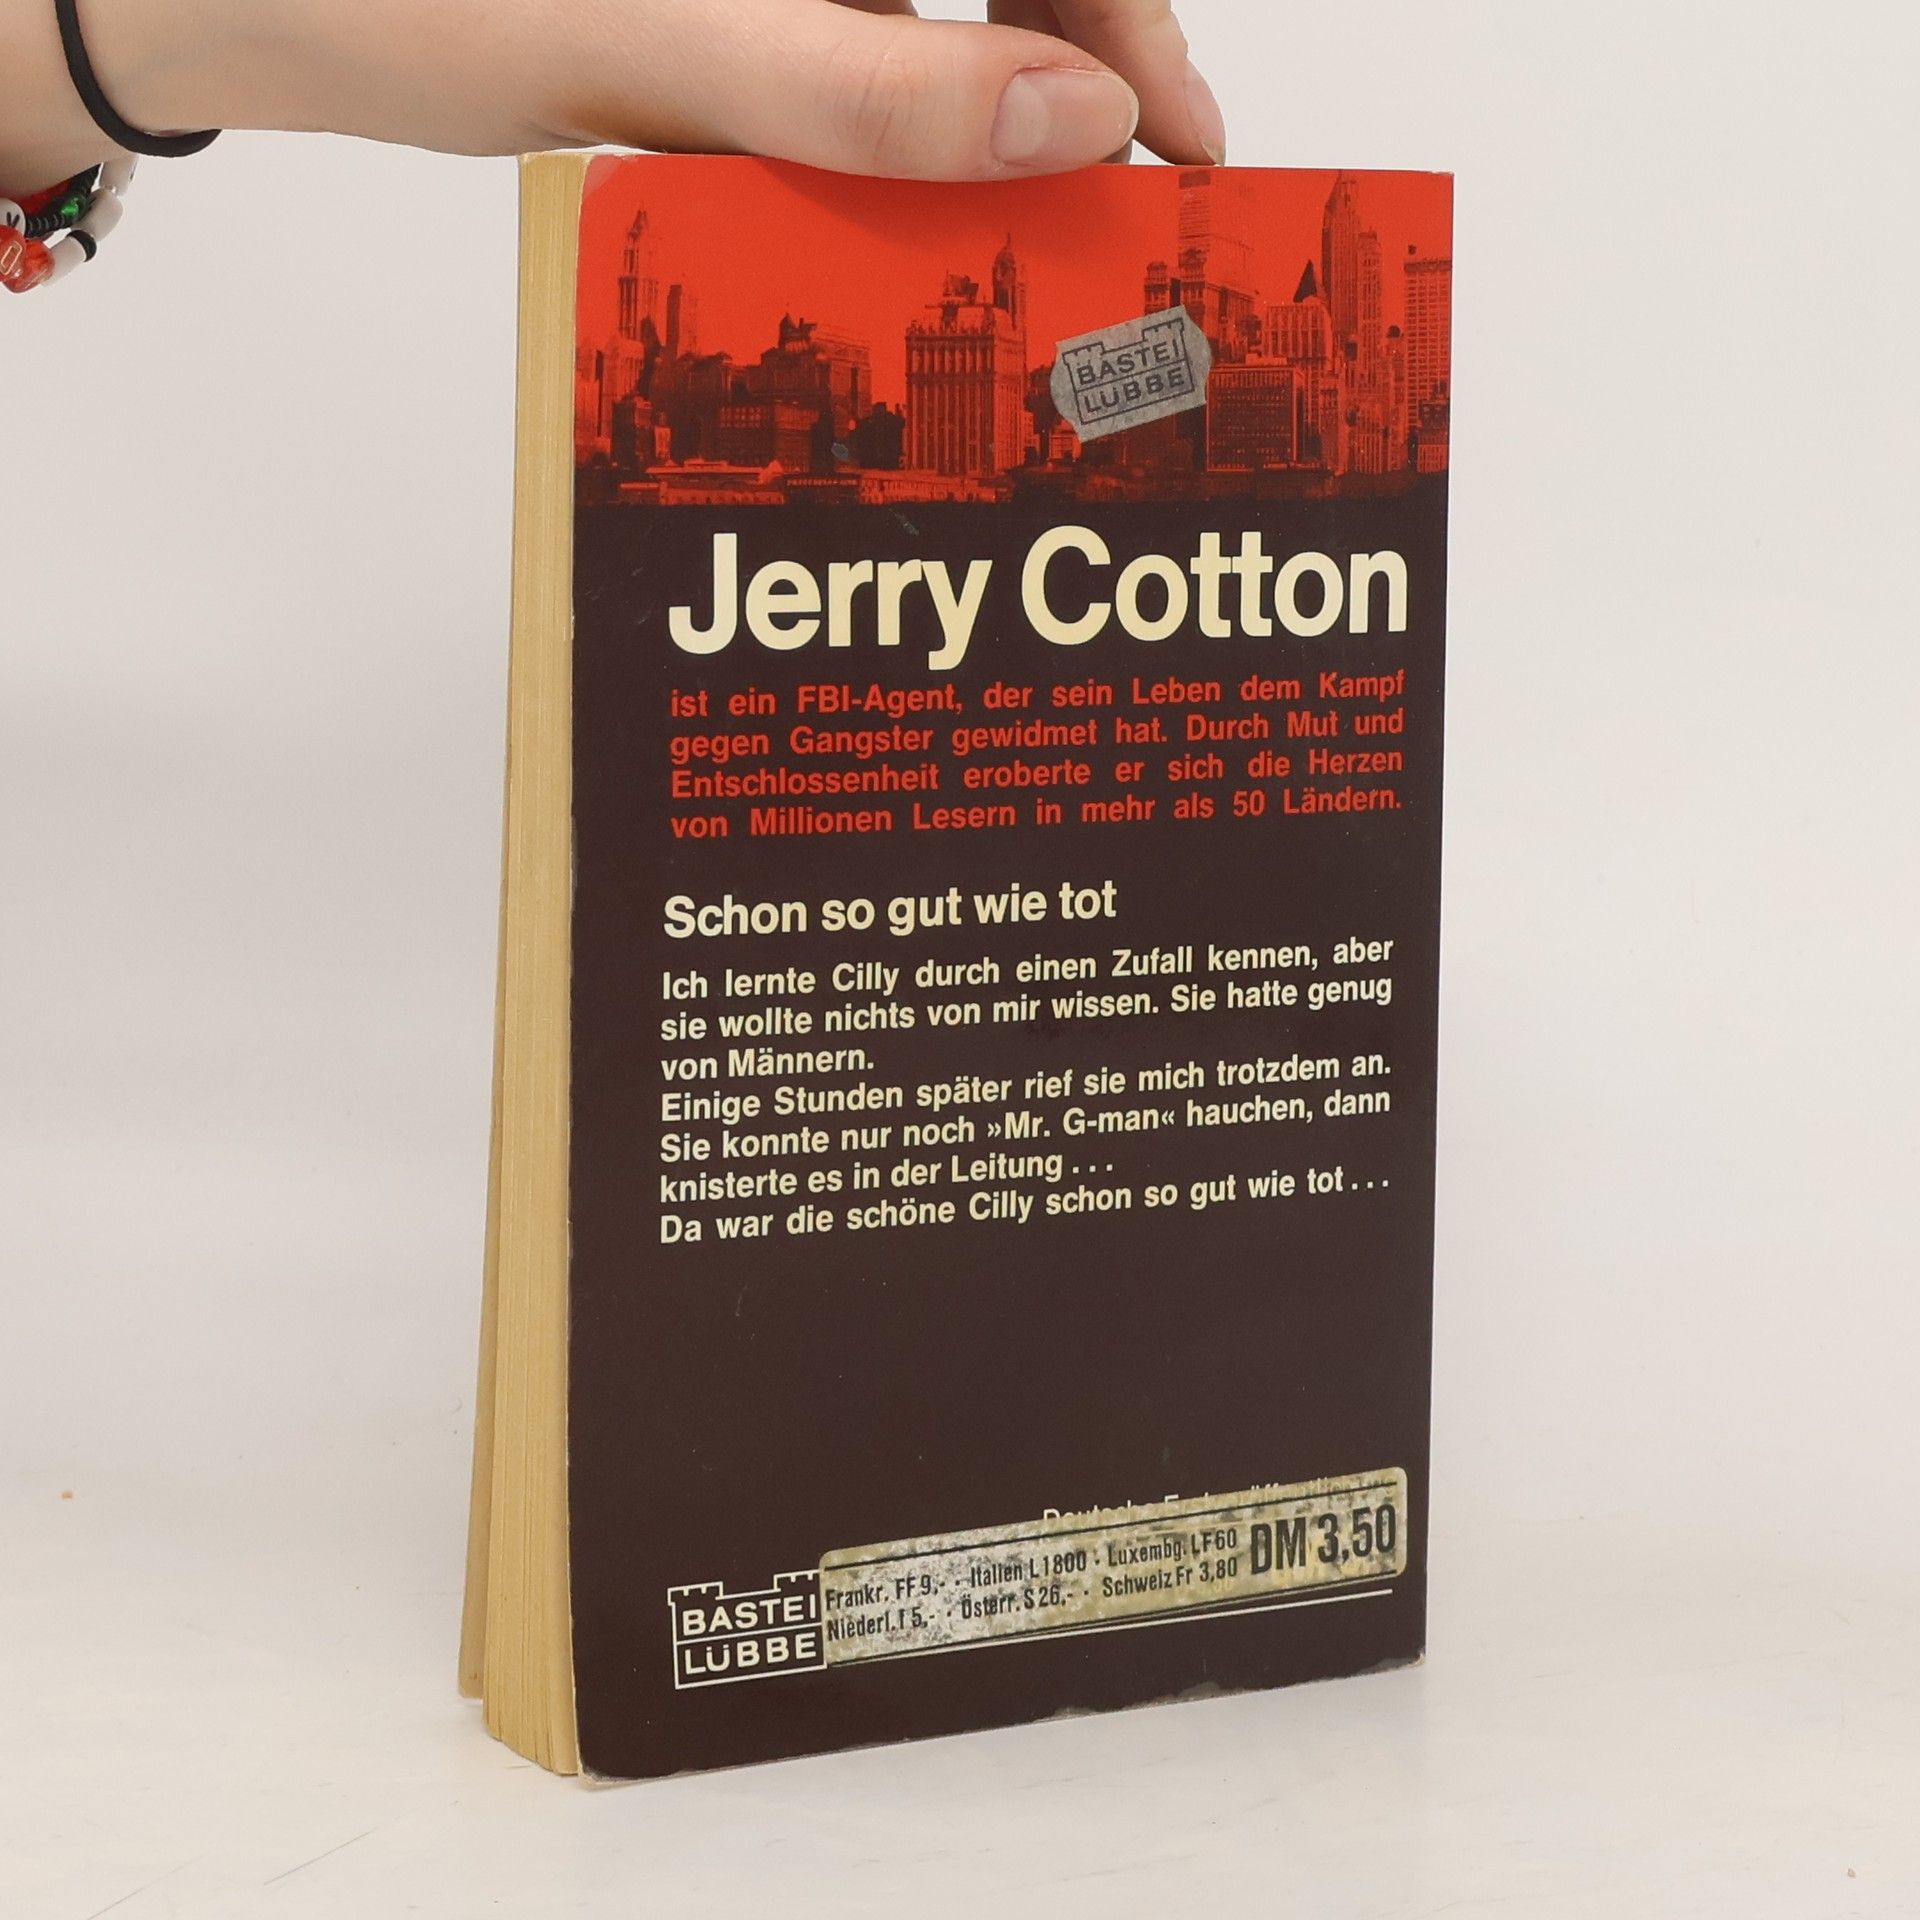 BASTEI
LÜBBE
Jerry Cotton
ist ein FBI-Agent, der sein Leben dem Kampf
gegen Gangster gewidmet hat. Durch Mut und
Entschlossenheit eroberte er sich die Herzen
von Millionen Lesern in mehr als 50 Ländern.
Schon so gut wie tot
Ich lernte Cilly durch einen Zufall kennen, aber
sie wollte nichts von mir wissen. Sie hatte genug
von Männern.
Einige Stunden später rief sie mich trotzdem an.
Sie konnte nur noch »Mr. G-man« hauchen, dann
knisterte es in der Leitung...
Da war die schöne Cilly schon so gut wie tot...
Deutsche
Frankr. FF 9,- · Italien L 1800 · Luxembg. LF 60
Niederl. f 5,- · Österr. S 26,- · Schweiz Fr 3,80
DM 3,50
BASTEI
LÜBBE